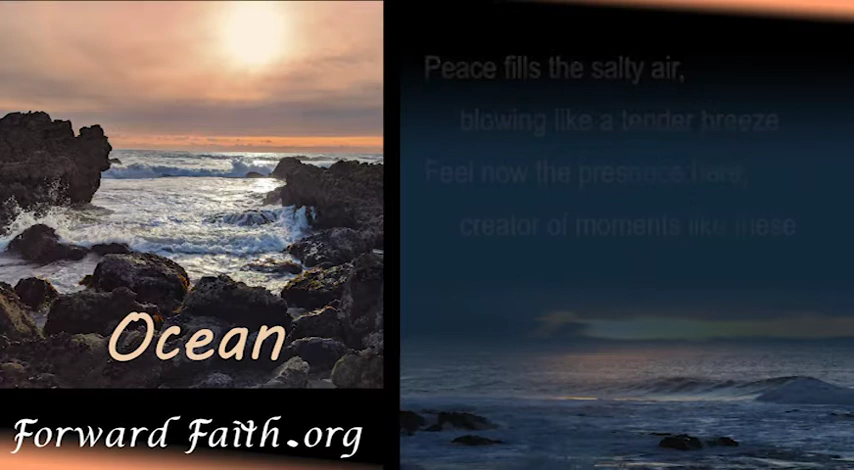 Ocean
Forward Faith.org
Peace fills the salty air,
blowing like a tender breeze
Feel now the presence here,
creator of moments like these